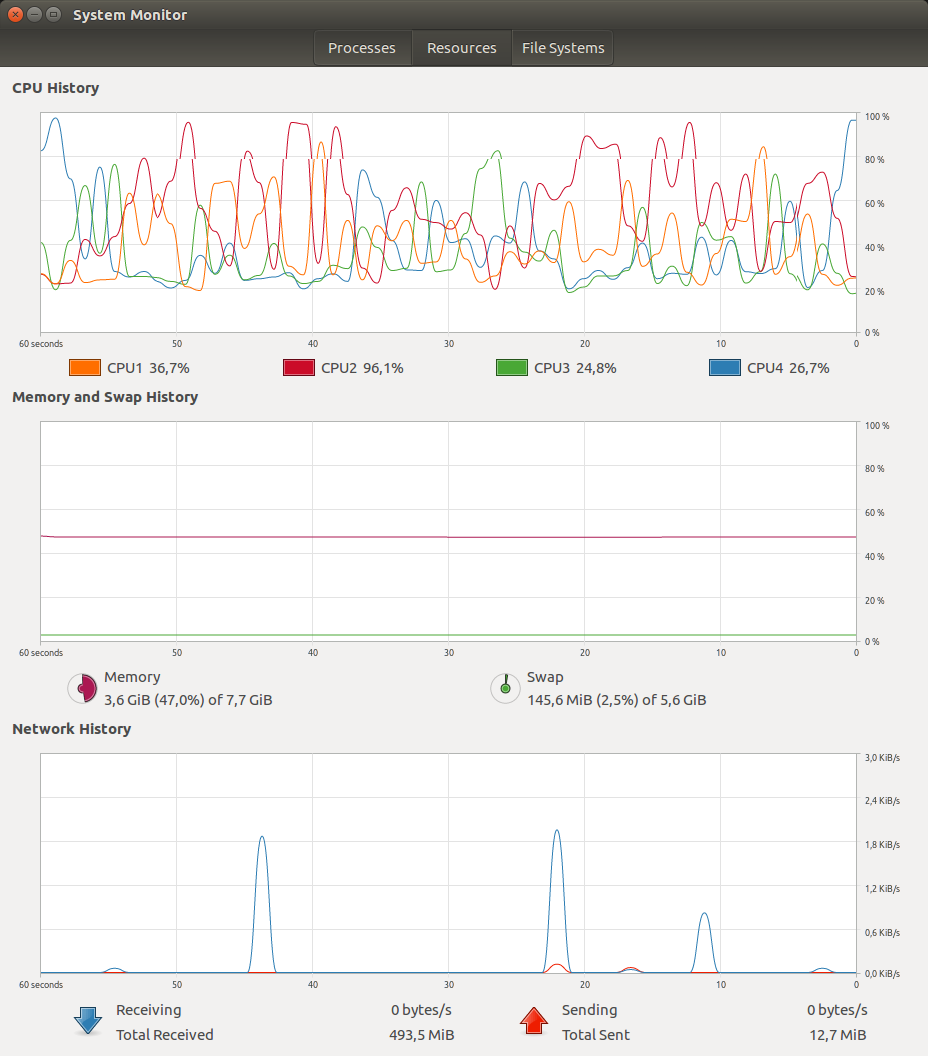 System Monitor
Processes Resources File Systems
CPU History
100 %
80 %
60 %
40 %
20 %
0 %
60 seconds 50 40 30 20 10 0
CPU1 36,7% CPU2 96,1% CPU3 24,8% CPU4 26,7%
Memory and Swap History
100 %
80 %
60 %
40 %
20 %
0 %
60 seconds 50 40 30 20 10 0
Memory Swap
3,6 GiB (47,0%) of 7,7 GiB 145,6 MiB (2,5%) of 5,6 GiB
Network History
3,0 KiB/s
2,4 KiB/s
1,8 KiB/s
1,2 KiB/s
0,6 KiB/s
0,0 KiB/s
60 seconds 50 40 30 20 10 0
Receiving 0 bytes/s Sending 0 bytes/s
Total Received 493,5 MiB Total Sent 12,7 MiB